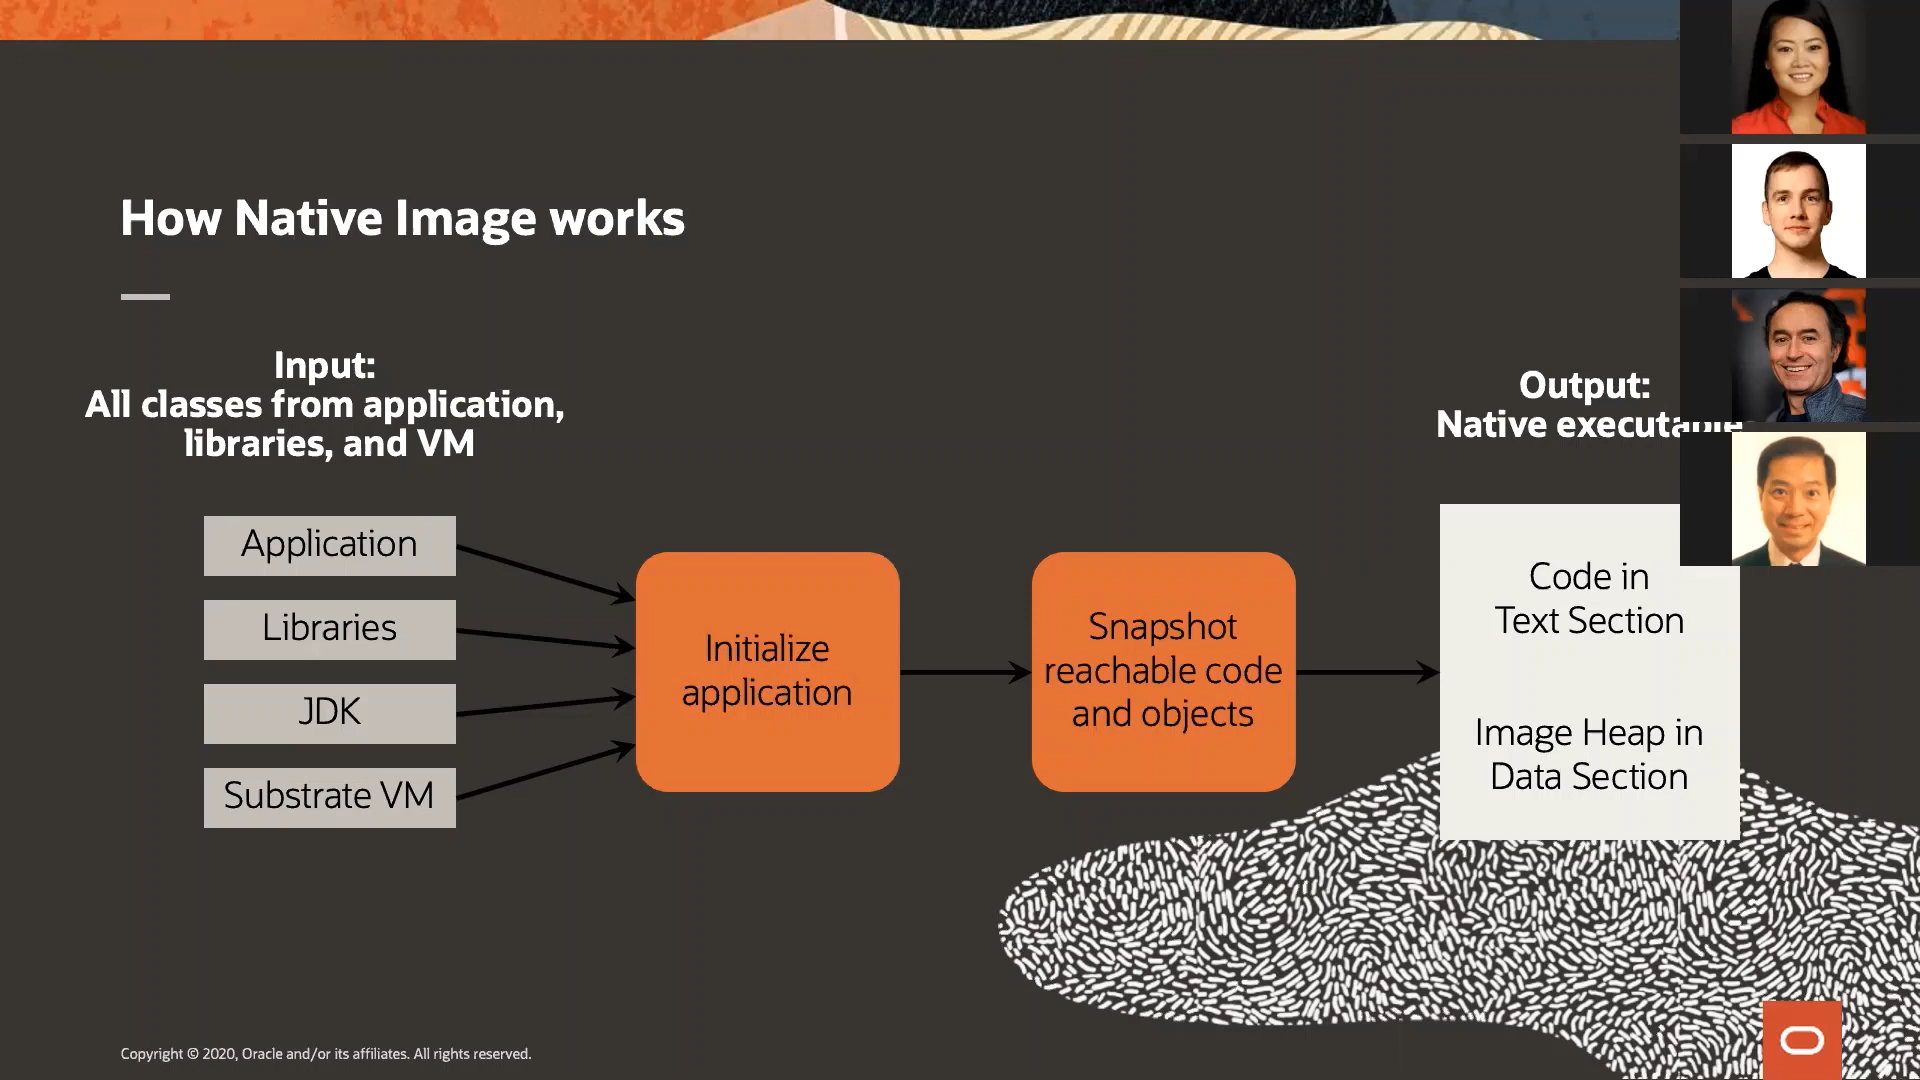 How Native Image works
Input:
All classes from application,
libraries, and VM
Application
Libraries
JDK
Substrate VM
Initialize
application
Snapshot
reachable code
and objects
Output:
Native
Code in
Text Section
Image Heap in
Data Section
Copyright © 2020, Oracle and/or its affiliates. All rights reserved.